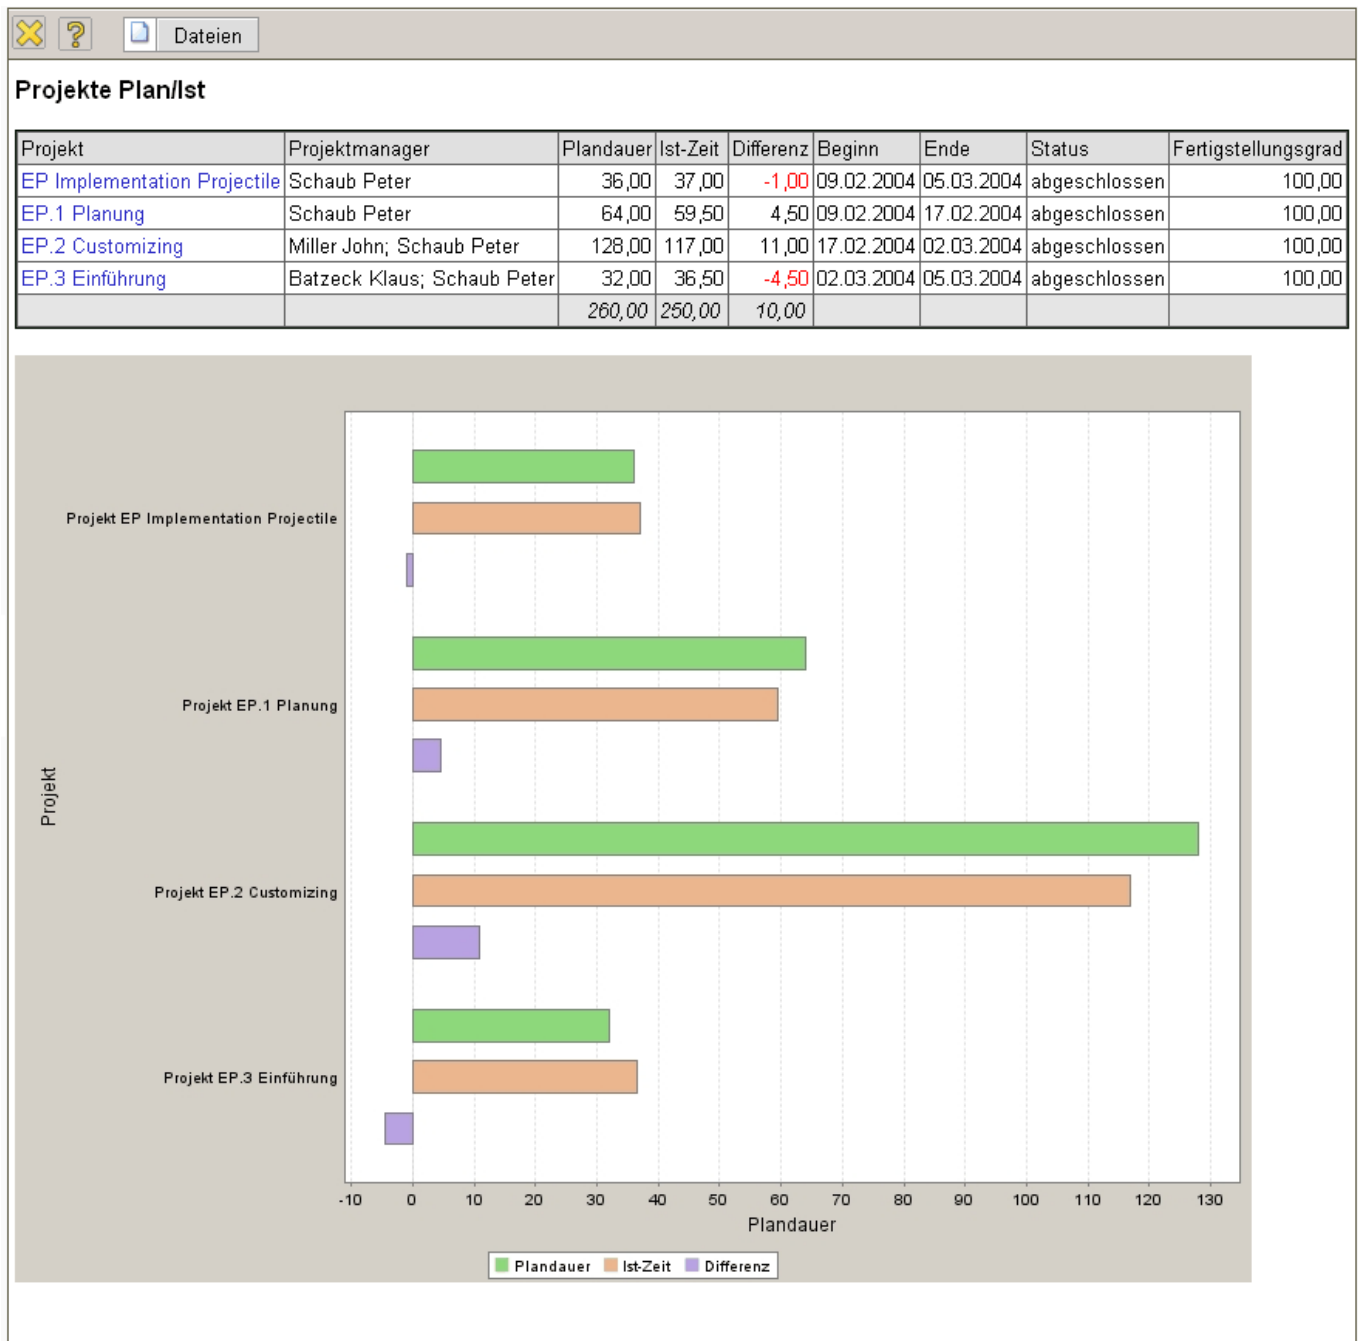 Dateien
Projekte Plan/Ist
Projekt Projektmanager Plandauer Ist-Zeit Differenz Beginn Ende Status Fertigstellungsgrad
EP Implementation Projectile Schaub Peter 36,00 37,00 -1,00 09.02.2004 05.03.2004 abgeschlossen 100,00
EP.1 Planung Schaub Peter 64,00 59,50 4,50 09.02.2004 17.02.2004 abgeschlossen 100,00
EP.2 Customizing Miller John; Schaub Peter 128,00 117,00 11,00 17.02.2004 02.03.2004 abgeschlossen 100,00
EP.3 Einführung Batzeck Klaus; Schaub Peter 32,00 36,50 -4,50 02.03.2004 05.03.2004 abgeschlossen 100,00
260,00 250,00 10,00
Projekt EP Implementation Projectile
Projekt EP.1 Planung
Projekt
Projekt EP.2 Customizing
Projekt EP.3 Einführung
-10 0 10 20 30 40 50 60 70 80 90 100 110 120 130
Plandauer
Plandauer Ist-Zeit Differenz